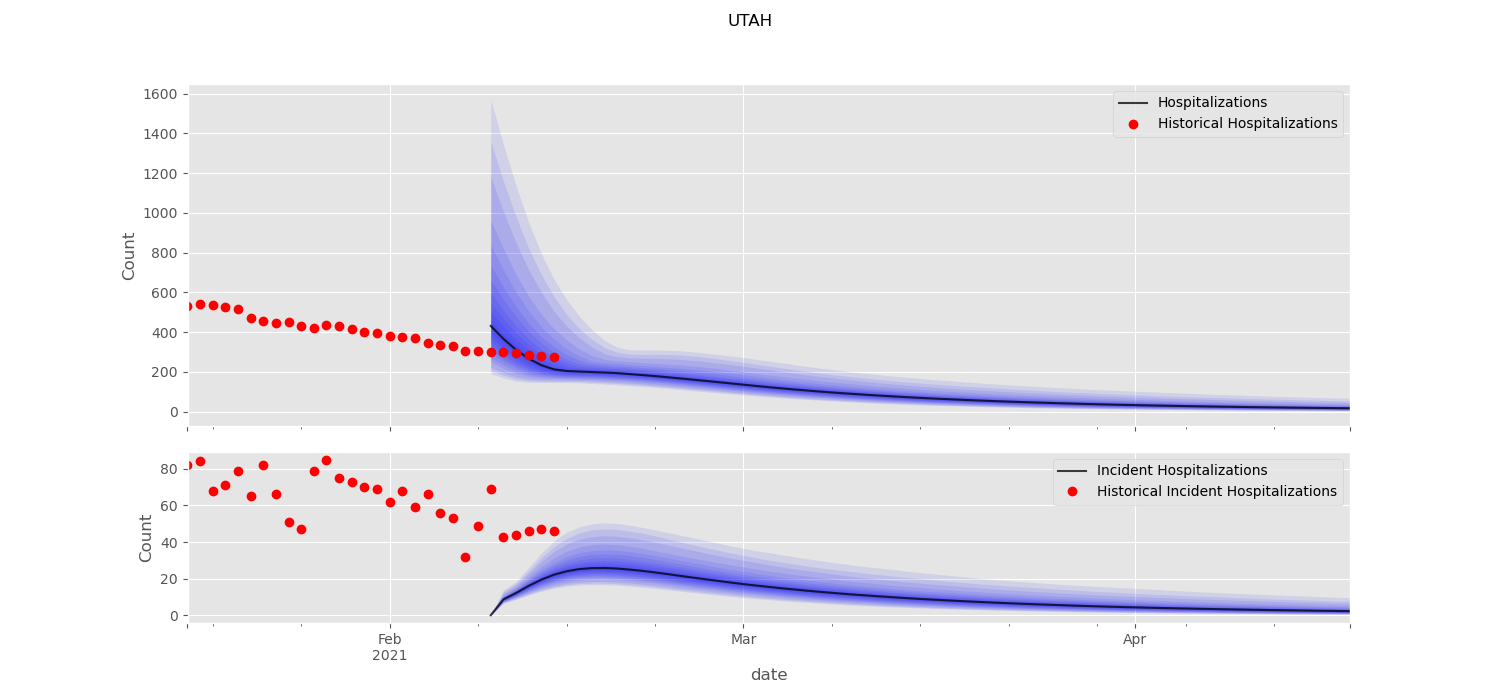 UTAH
1600
1400
1200
1000
800
600
400
200
0
Count
Hospitalizations
Historical Hospitalizations
80
60
40
20
0
Count
Incident Hospitalizations
Historical Incident Hospitalizations
Feb
2021
Mar
Apr
date